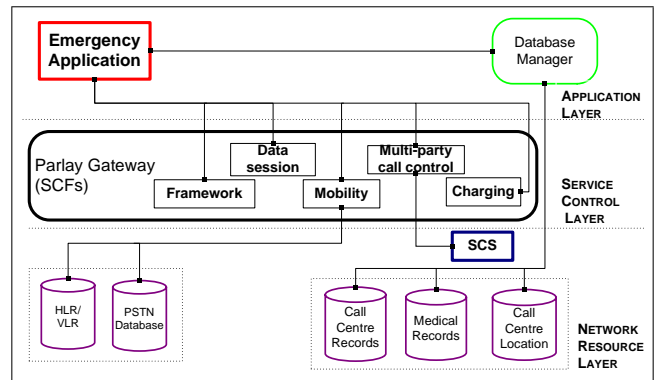 Emergency
Application
Database
Manager
APPLICATION
LAYER
Parlay Gateway
(SCFs)
Data
session
Multi-party
call control
Framework
Mobility
Charging
SERVICE
CONTROL
LAYER
SCS
HLR/
VLR
PSTN
Database
Call
Centre
Records
Medical
Records
Call
Centre
Location
NETWORK
RESOURCE
LAYER